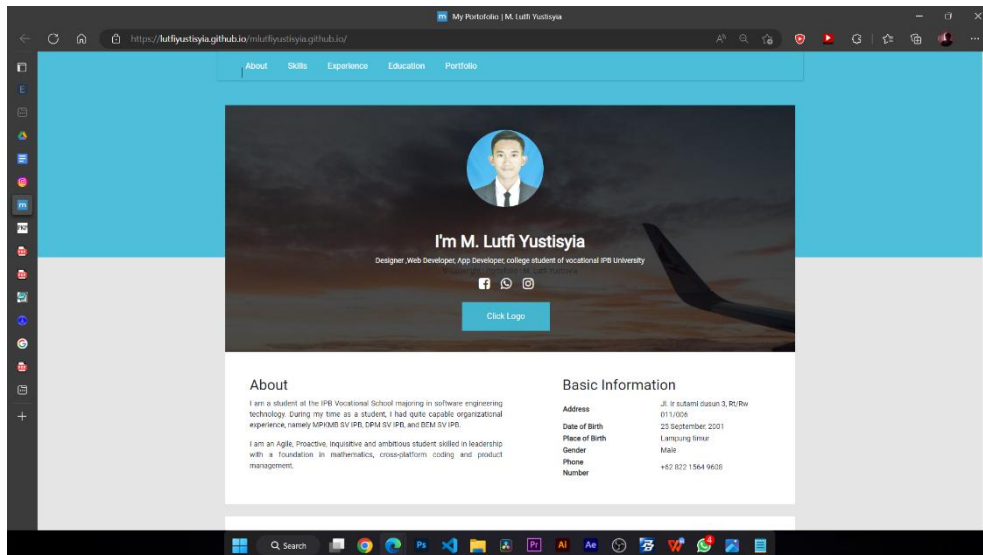 m My Portofolio | M. Lutfi Yustisyia
https://lutfiyustisyia.github.io/mlutfiyustisyia.github.io/
About Skills Experience Education Portfolio
I'm M. Lutfi Yustisyia
Designer ,Web Developer, App Developer, college student of vocational IPB University
Click Logo
About
I am a student at the IPB Vocational School majoring in software engineering
technology. During my time as a student, I had quite capable organizational
experience, namely MPKMB SV IPB, DPM SV IPB, and BEM SV IPB.
I am an Agile, Proactive, Inquisitive and ambitious student skilled in leadership
with a foundation in mathematics, cross-platform coding and product
management.
Basic Information
Address Jl. Ir sutami dusun 3, Rt/Rw
011/006
Date of Birth 25 September, 2001
Place of Birth Lampung timur
Gender Male
Phone
Number +62 822 1564 9608
Search
Ps
Pr
Ai
Ae